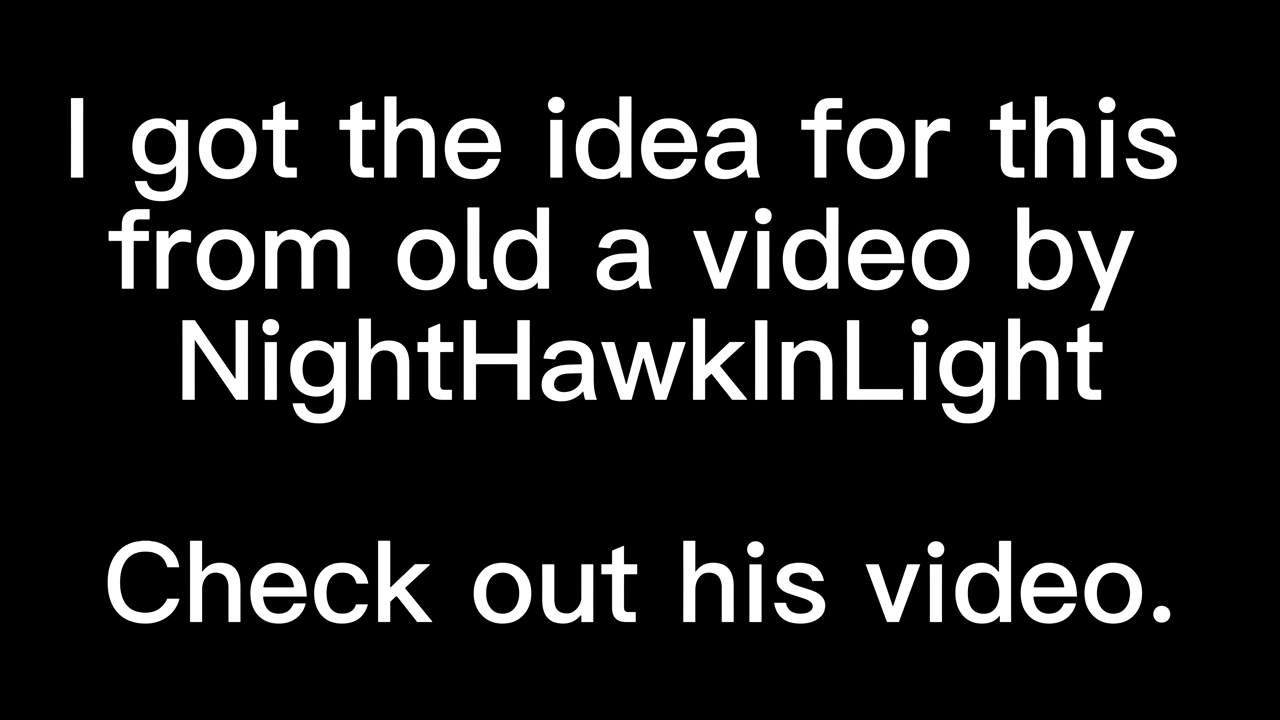 I got the idea for this
from old a video by
NightHawkInLight
Check out his video.